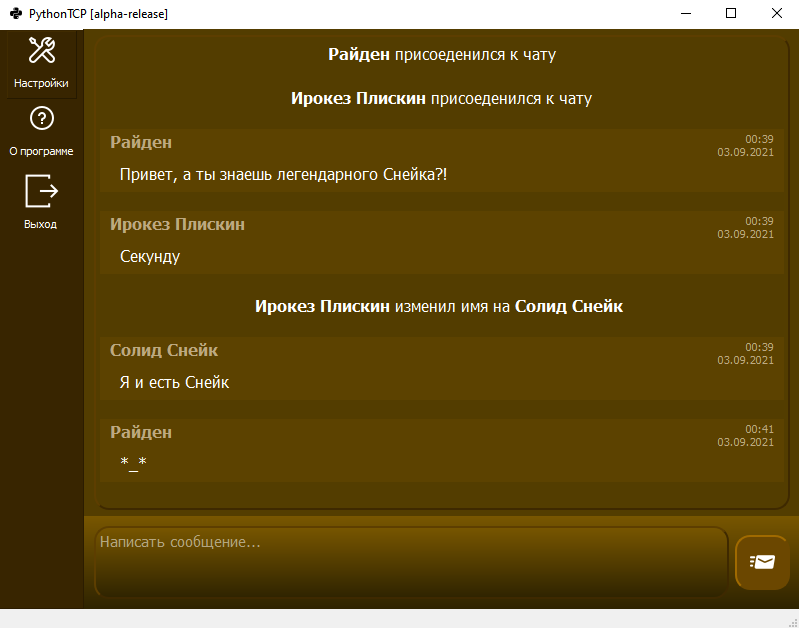 PythonTCP [alpha-release]
Настройки
О программе
Выход
Райден присоеденился к чату
Ирокез Плискин присоеденился к чату
Райден
00:39
03.09.2021
Привет, а ты знаешь легендарного Снейка?!
Ирокез Плискин
00:39
03.09.2021
Секунду
Ирокез Плискин изменил имя на Солид Снейк
Солид Снейк
00:39
03.09.2021
Я и есть Снейк
Райден
00:41
03.09.2021
*_*
Написать сообщение...